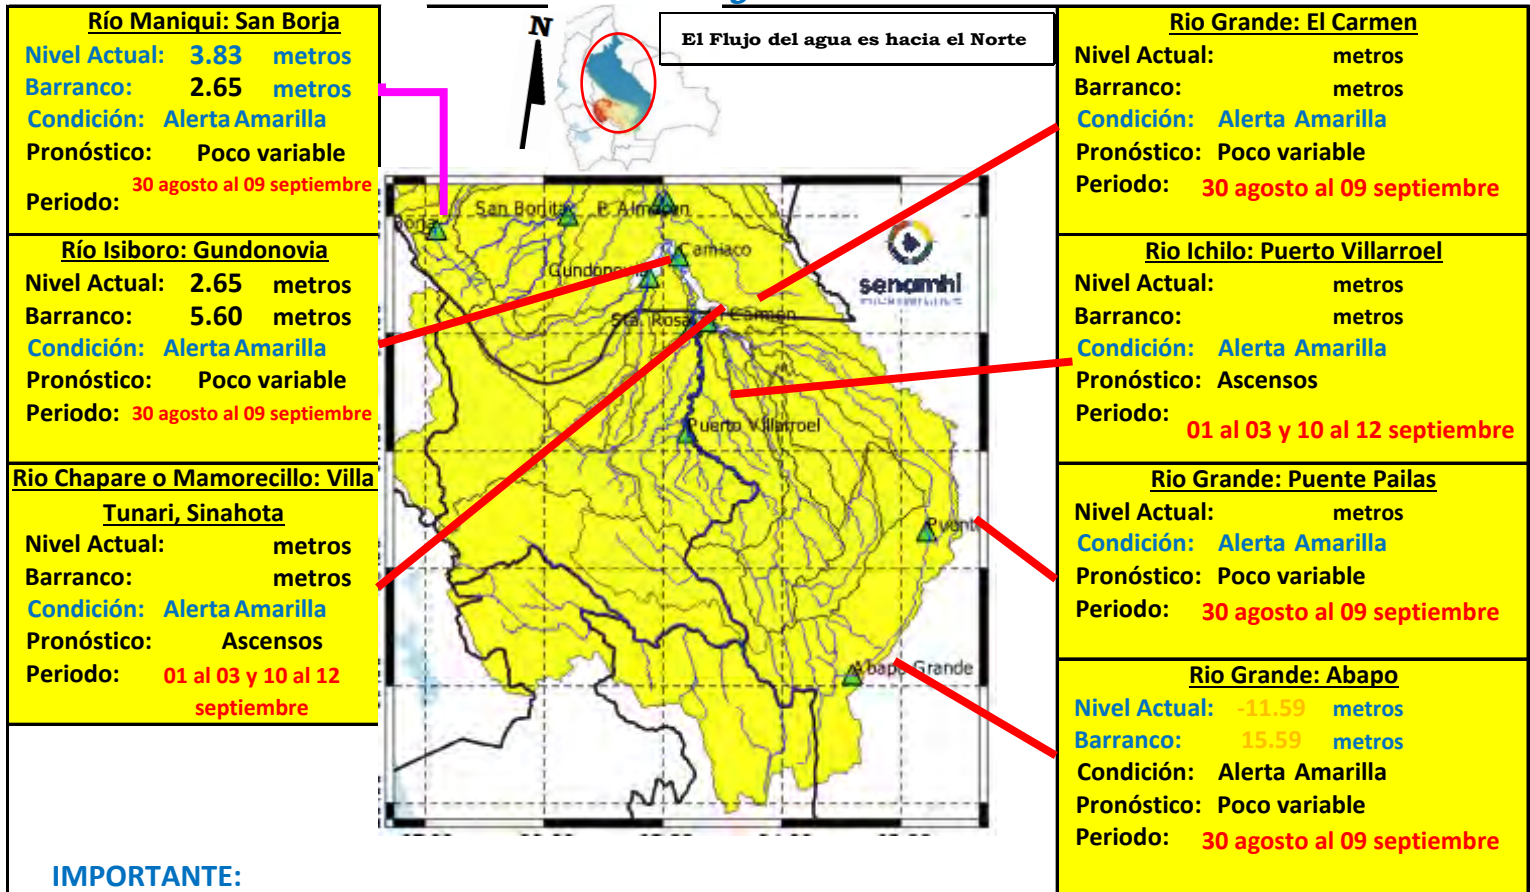 Río Maniqui: San Borja
Nivel Actual: 3.83 metros
Barranco: 2.65 metros
Condición: Alerta Amarilla
Pronóstico: Poco variable
30 agosto al 09 septiembre
Periodo:
Río Isiboro: Gundonovia
Nivel Actual: 2.65 metros
Barranco: 5.60 metros
Condición: Alerta Amarilla
Pronóstico: Poco variable
Periodo: 30 agosto al 09 septiembre
Rio Chapare o Mamorecillo: Villa
Tunari, Sinahota
Nivel Actual: metros
Barranco: metros
Condición: Alerta Amarilla
Pronóstico: Ascensos
Periodo: 01 al 03 y 10 al 12
septiembre
IMPORTANTE:
N
El Flujo del agua es hacia el Norte
Borja
San Bonita
P. Almacen
Camiaco
Gundonovia
senamhi
Sta. Rosa
Carmen
Puerto Villarroel
Puent
Abapo Grande
Rio Grande: El Carmen
Nivel Actual: metros
Barranco: metros
Condición: Alerta Amarilla
Pronóstico: Poco variable
Periodo: 30 agosto al 09 septiembre
Rio Ichilo: Puerto Villarroel
Nivel Actual: metros
Barranco: metros
Condición: Alerta Amarilla
Pronóstico: Ascensos
Periodo:
01 al 03 y 10 al 12 septiembre
Rio Grande: Puente Pailas
Nivel Actual: metros
Condición: Alerta Amarilla
Pronóstico: Poco variable
Periodo: 30 agosto al 09 septiembre
Rio Grande: Abapo
Nivel Actual: -11.59 metros
Barranco: 15.59 metros
Condición: Alerta Amarilla
Pronóstico: Poco variable
Periodo: 30 agosto al 09 septiembre